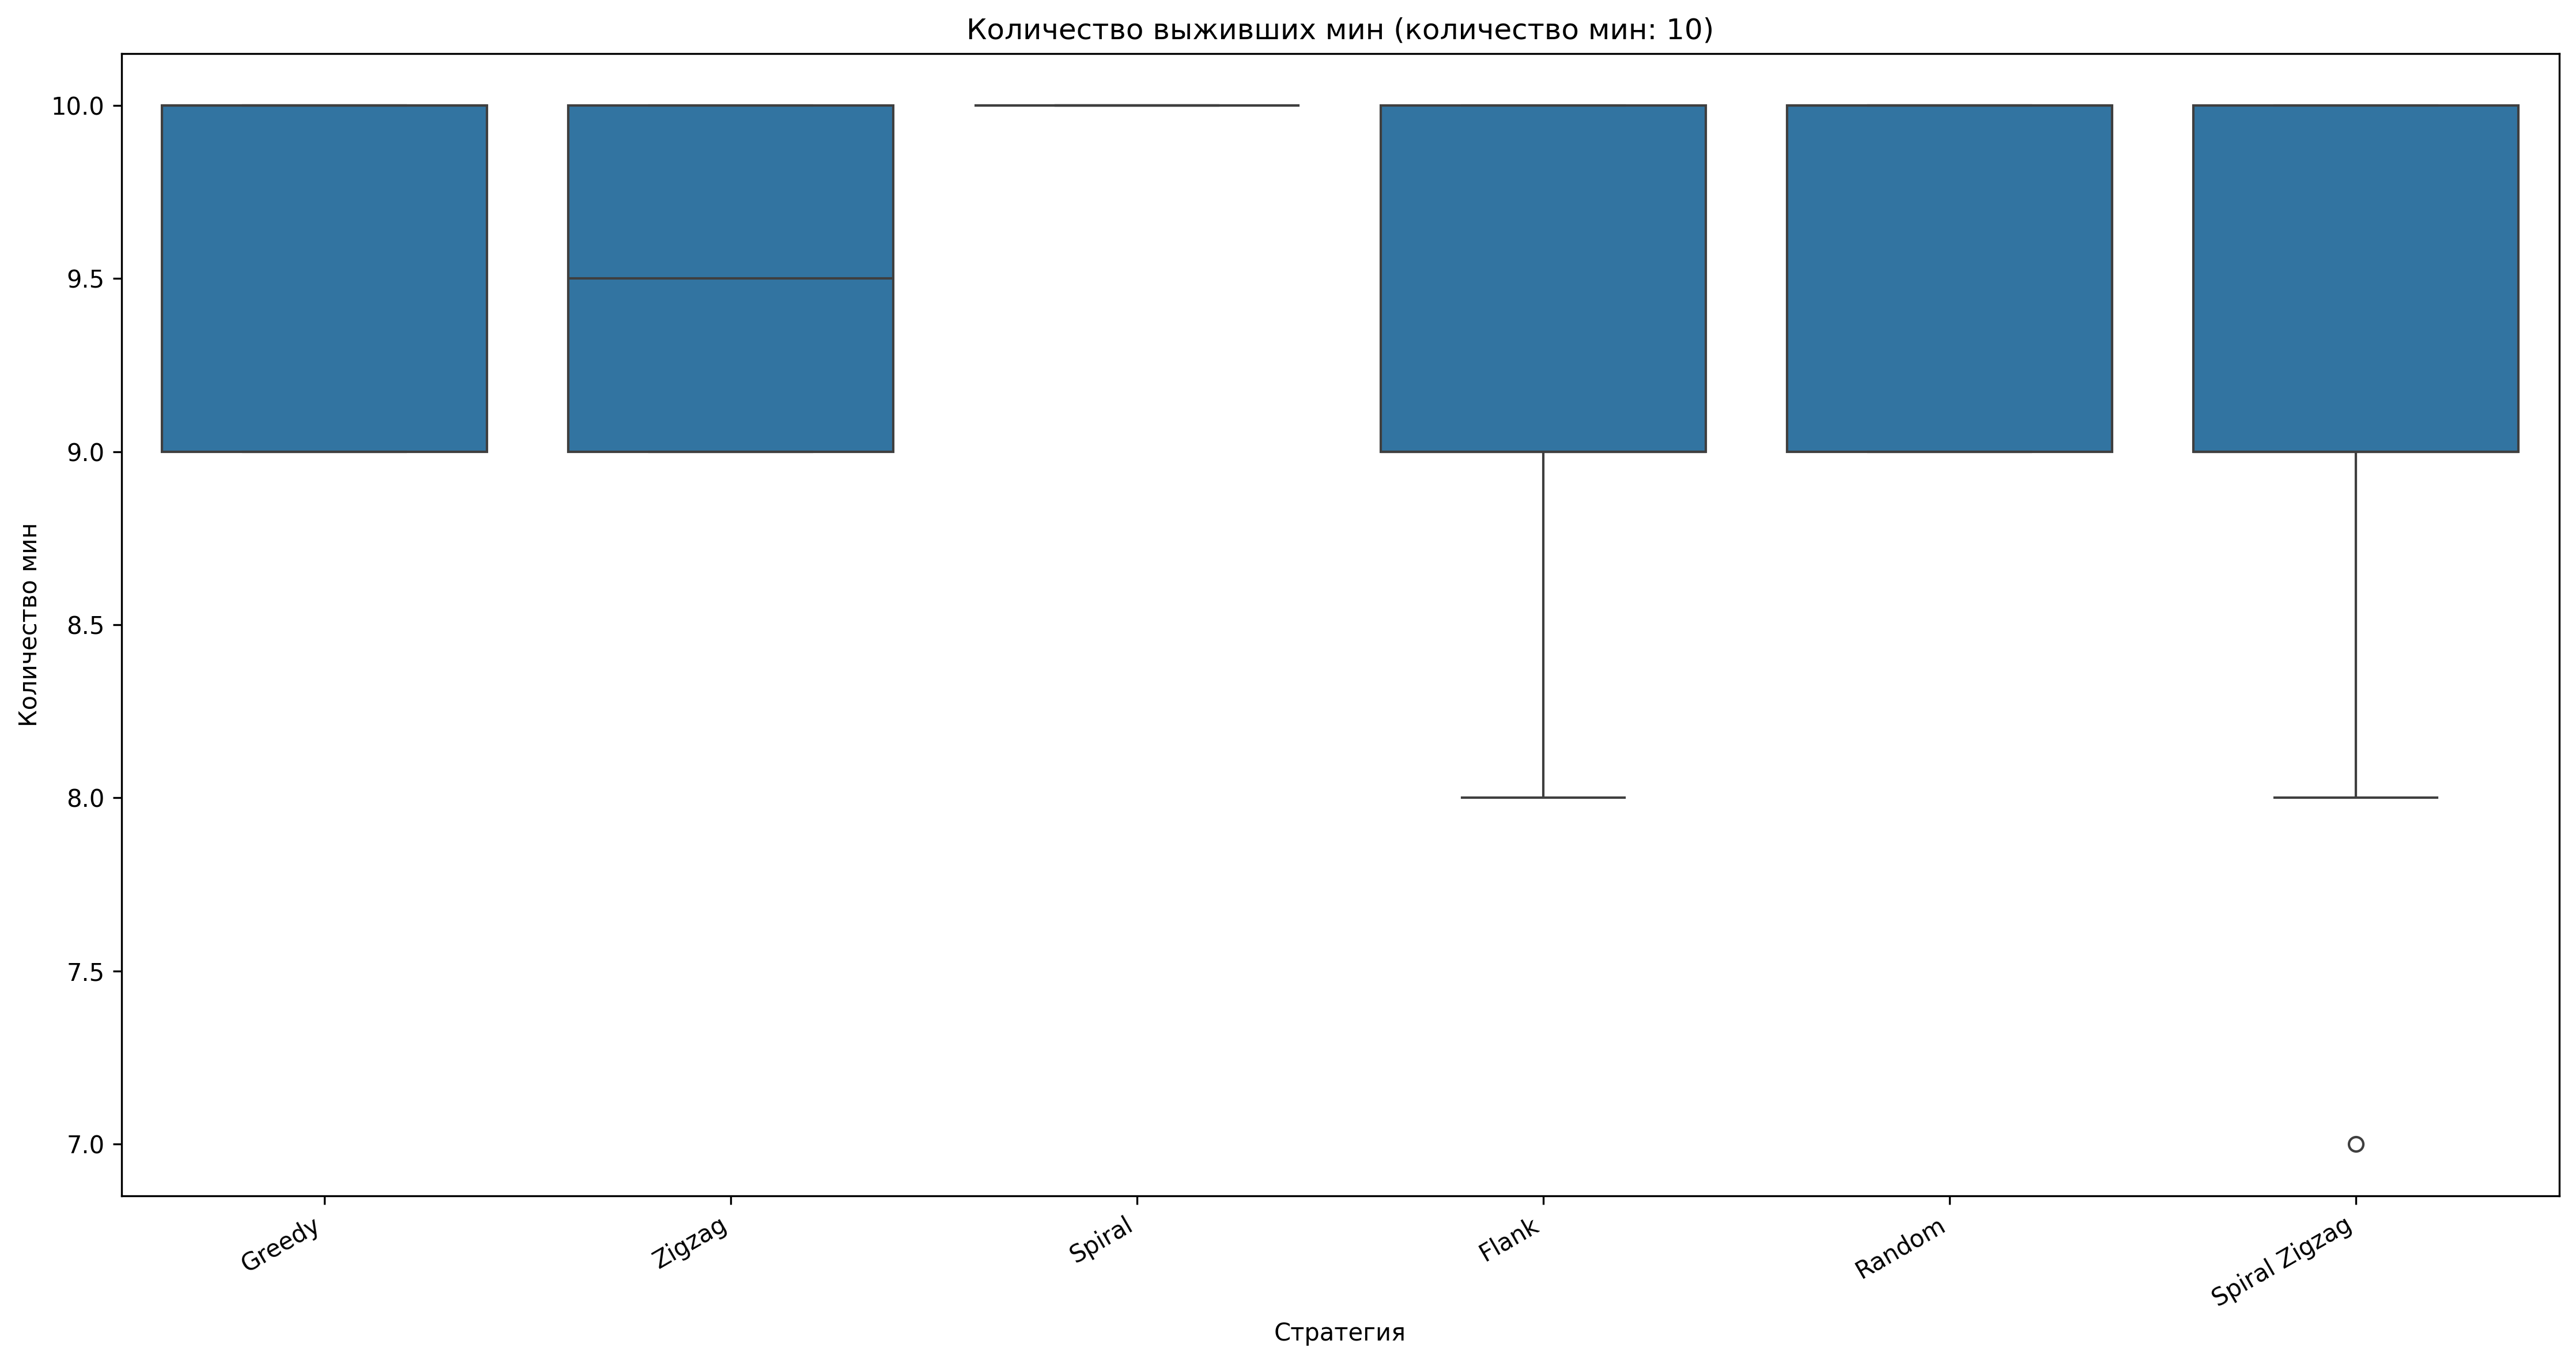 Количество выживших мин (количество мин: 10)
Количество мин
10.0
9.5
9.0
8.5
8.0
7.5
7.0
Greedy
Zigzag
Spiral
Flank
Random
Spiral Zigzag
Стратегия